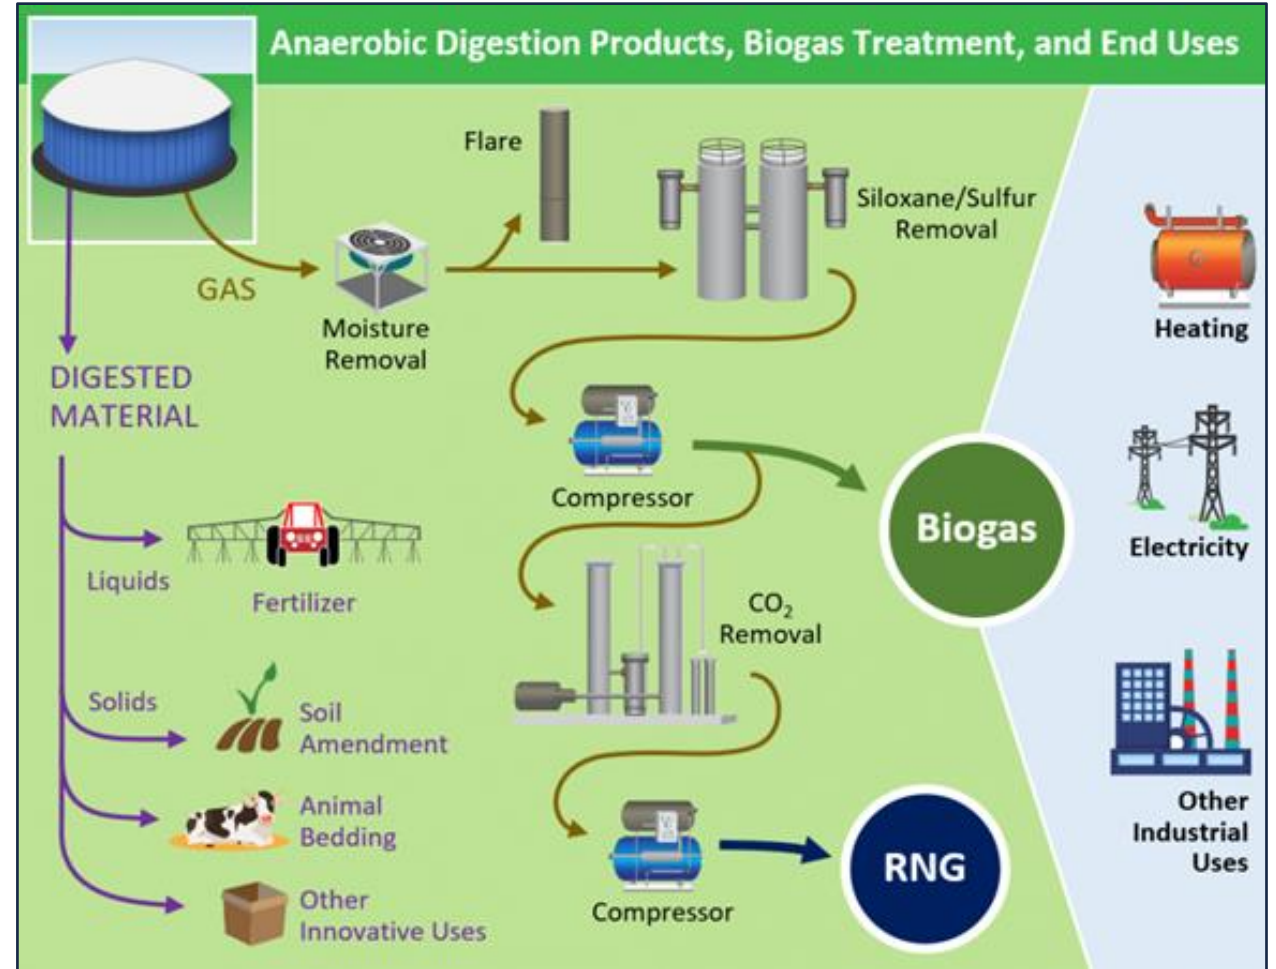 Anaerobic Digestion Products, Biogas Treatment, and End Uses
Flare
Siloxane/Sulfur
Removal
GAS
Moisture
Removal
Heating
DIGESTED
MATERIAL
Compressor
Biogas
Electricity
Liquids
Fertilizer
CO₂
Removal
Solids
Soil
Amendment
Animal
Bedding
Other
Industrial
Uses
RNG
Compressor
Other
Innovative Uses